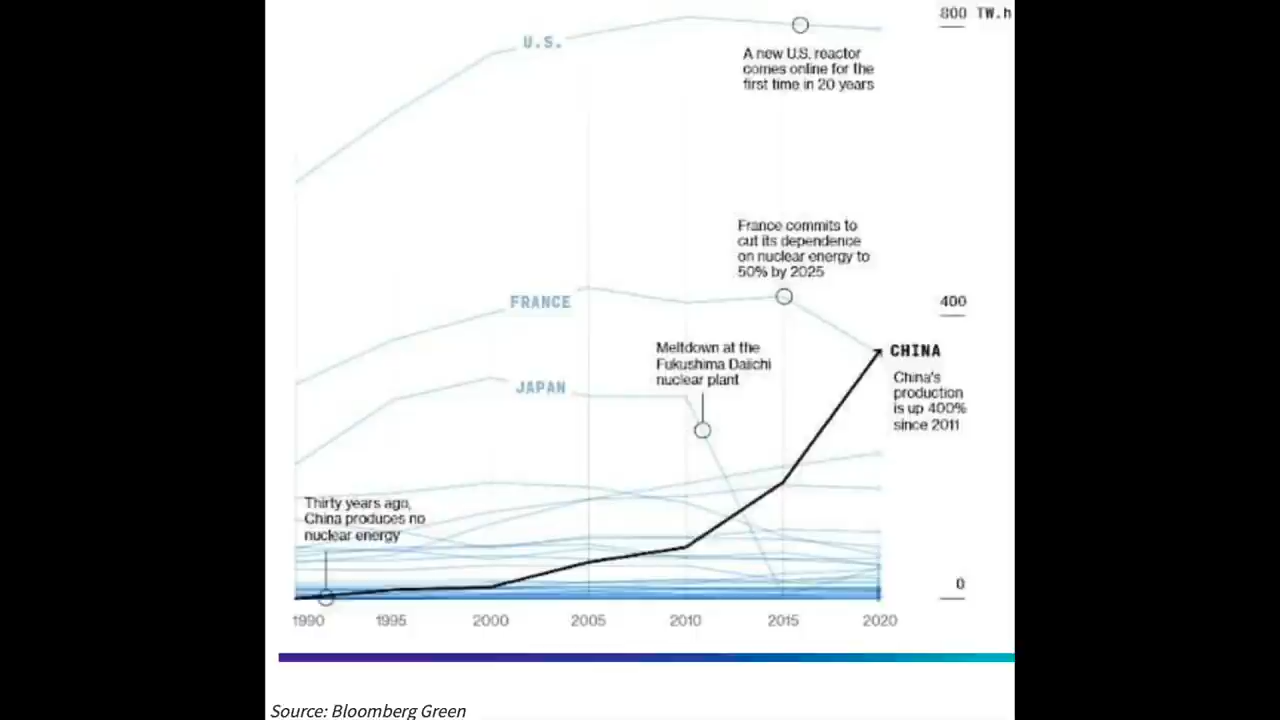 800 TW.h
U.S.
A new U.S. reactor
comes online for the
first time in 20 years
France commits to
cut its dependence
on nuclear energy to
50% by 2025
FRANCE
400
Meltdown at the
Fukushima Daiichi
nuclear plant
CHINA
China's
production
is up 400%
since 2011
JAPAN
Thirty years ago,
China produces no
nuclear energy
0
1990 1995 2000 2005 2010 2015 2020
Source: Bloomberg Green